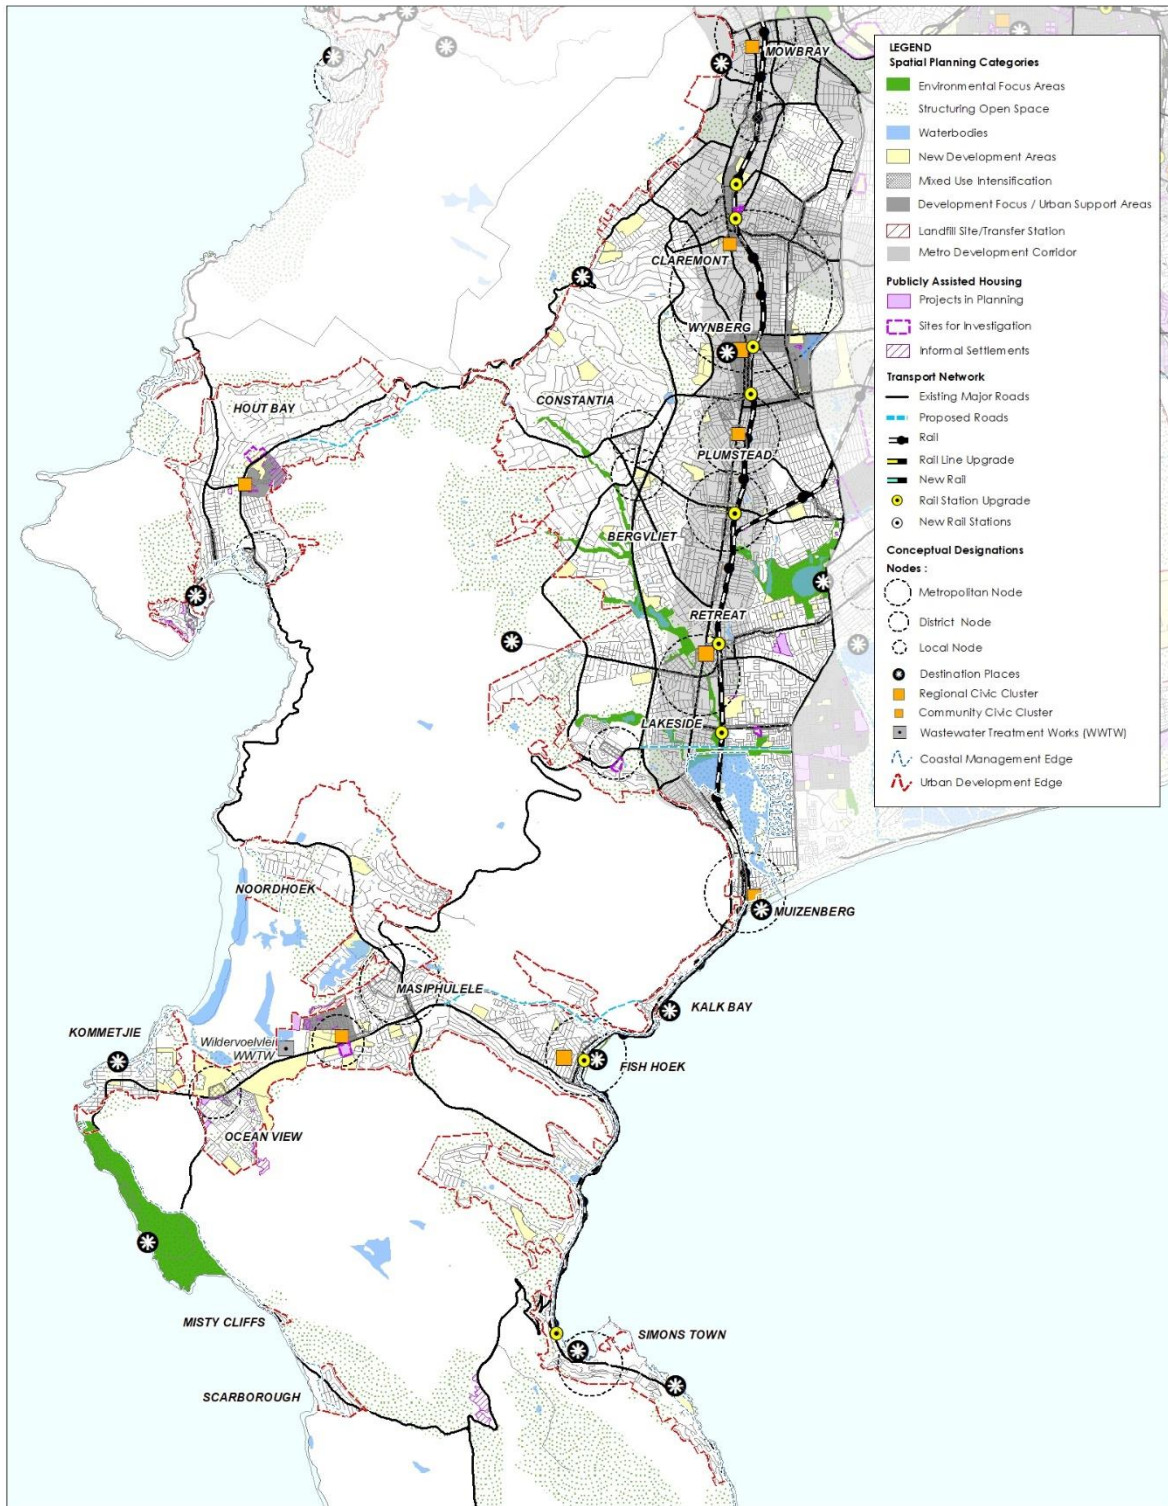 LEGEND
Spatial Planning Categories
Environmental Focus Areas
Structuring Open Space
Waterbodies
New Development Areas
Mixed Use Intensification
Development Focus / Urban Support Areas
Landfill Site/Transfer Station
Metro Development Corridor
Publicly Assisted Housing
Projects in Planning
Sites for Investigation
Informal Settlements
Transport Network
Existing Major Roads
Proposed Roads
Rail
Rail Line Upgrade
New Rail
Rail Station Upgrade
New Rail Stations
Conceptual Designations
Nodes :
Metropolitan Node
District Node
Local Node
Destination Places
Regional Civic Cluster
Community Civic Cluster
Wastewater Treatment Works (WWTW)
Coastal Management Edge
Urban Development Edge
MOWBRAY
CLAREMONT
WYNBERG
CONSTANTIA
HOUT BAY
PLUMSTEAD
BERGVLIET
RETREAT
LAKESIDE
NOORDHOEK
MUIZENBERG
MASIPHULELE
KALK BAY
KOMMETJIE
Wildervoelvlei
WWTW
FISH HOEK
OCEAN VIEW
MISTY CLIFFS
SIMONS TOWN
SCARBOROUGH